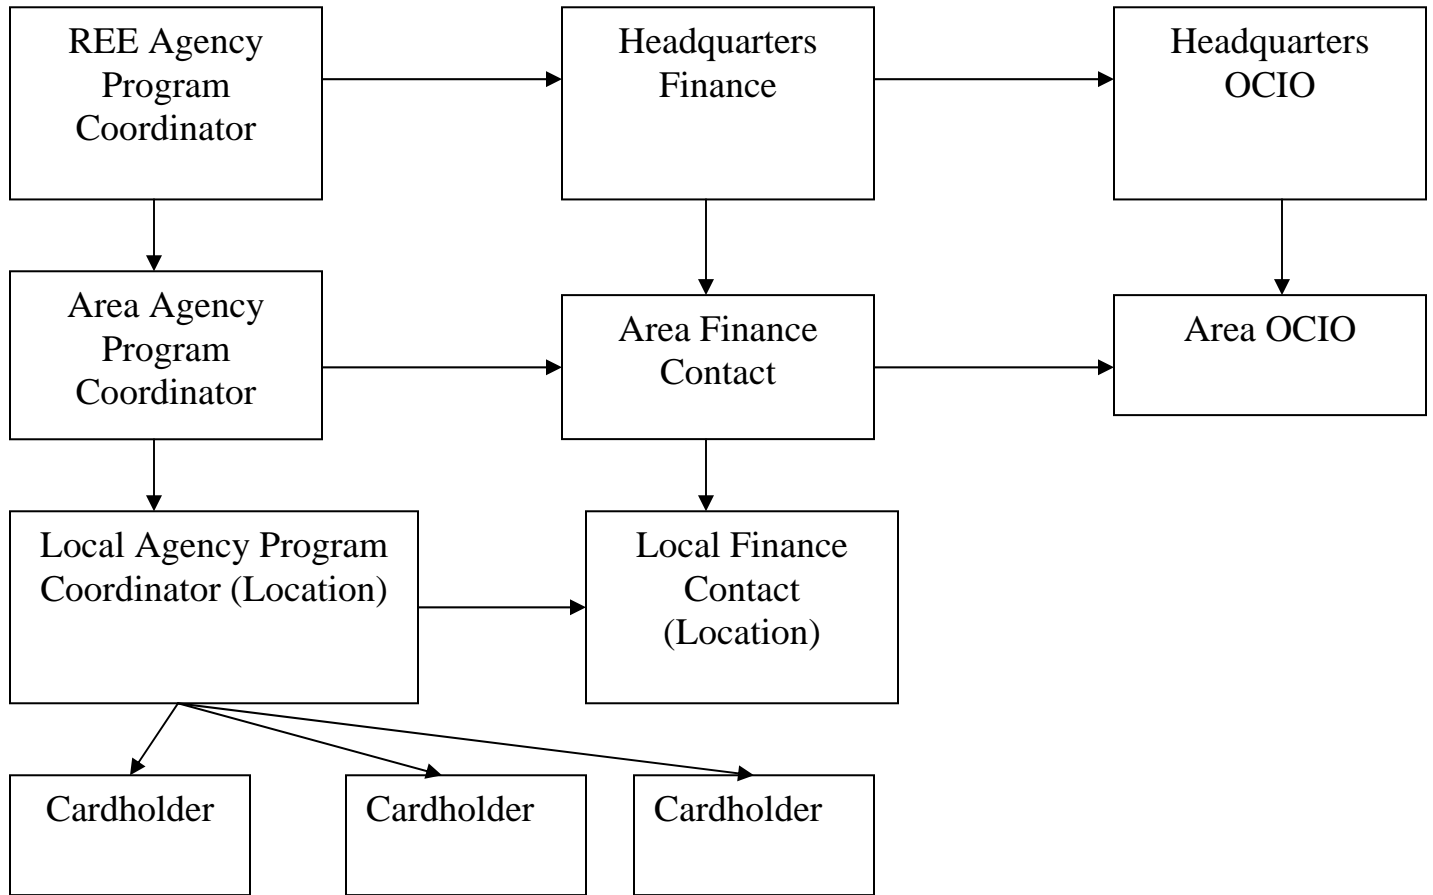 REE Agency
Program
Coordinator
Headquarters
Finance
Headquarters
OCIO
Area Agency
Program
Coordinator
Area Finance
Contact
Area OCIO
Local Agency Program
Coordinator (Location)
Local Finance
Contact
(Location)
Cardholder
Cardholder
Cardholder